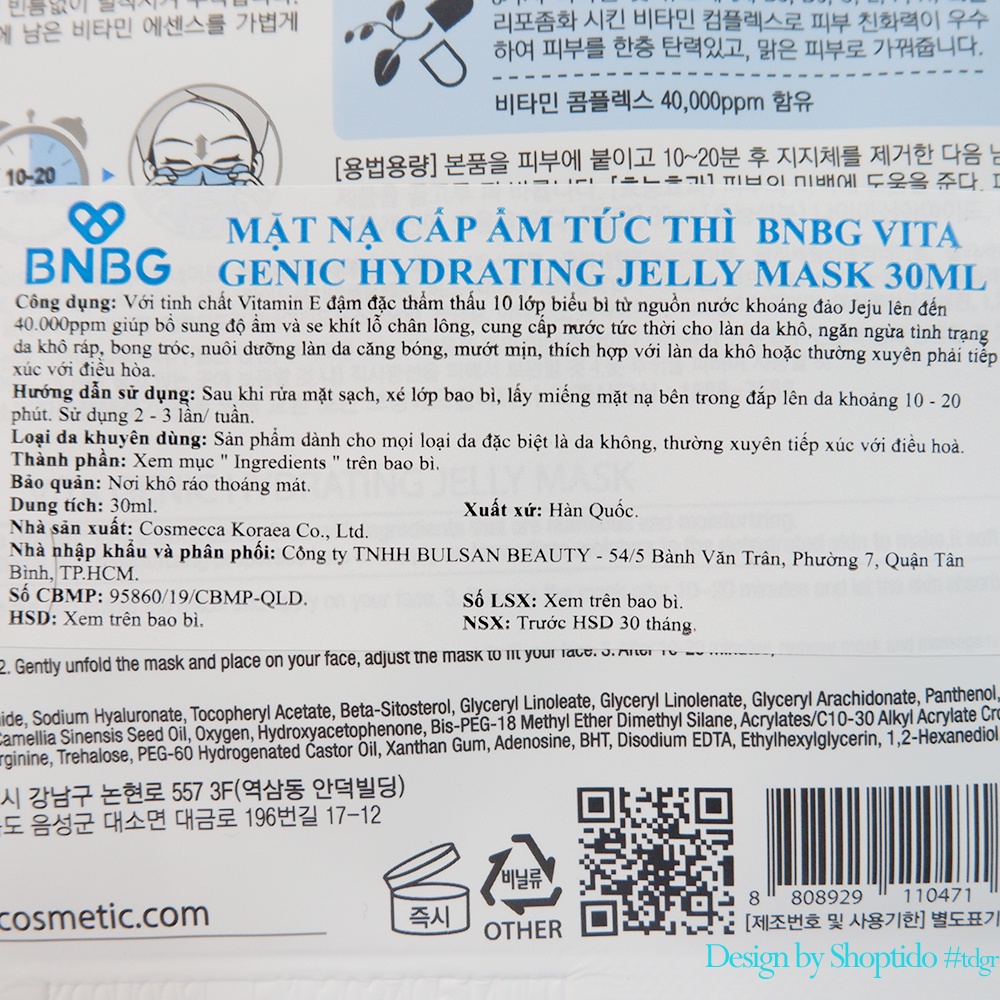 에 남은 비타민 에센스를 가볍게
리포좀화 시킨 비타민 컴플렉스로 피부 친화력이 우수
하여 피부를 한층 탄력있고, 맑은 피부로 가꿔줍니다.
비타민 콤플렉스 40,000ppm 함유
10-20
[용법용량] 본품을 피부에 붙이고 10~20분 후 지지체를 제거한 다음
BNBG
MẶT NẠ CẤP ẨM TỨC THÌ BNBG VITA
GENIC HYDRATING JELLY MASK 30ML
Công dụng: Với tinh chất Vitamin E đậm đặc thẩm thấu 10 lớp biểu bì từ nguồn nước khoáng đảo Jeju lên đến
40.000ppm giúp bổ sung độ ẩm và se khít lỗ chân lông, cung cấp nước tức thời cho làn da khô, ngăn ngừa tình trạng
da khô ráp, bong tróc, nuôi dưỡng làn da căng bóng, mướt mịn, thích hợp với làn da khô hoặc thường xuyên phải tiếp
xúc với điều hòa.
Hướng dẫn sử dụng: Sau khi rửa mặt sạch, xé lớp bao bì, lấy miếng mặt nạ bên trong đắp lên da khoảng 10 - 20
phút. Sử dụng 2 - 3 lần/ tuần.
Loại da khuyên dùng: Sản phẩm dành cho mọi loại da đặc biệt là da không, thường xuyên tiếp xúc với điều hoà.
Thành phần: Xem mục " Ingredients " trên bao bì.
Bảo quản: Nơi khô ráo thoáng mát.
Dung tích: 30ml. Xuất xứ: Hàn Quốc.
Nhà sản xuất: Cosmecca Koraea Co., Ltd.
Nhà nhập khẩu và phân phối: Công ty TNHH BULSAN BEAUTY - 54/5 Bành Văn Trân, Phường 7, Quận Tân
Bình, TP.HCM.
Số CBMP: 95860/19/CBMP-QLD. Số LSX: Xem trên bao bì.
HSD: Xem trên bao bì. NSX: Trước HSD 30 tháng.
2. Gently unfold the mask and place on your face, adjust the mask to fit your face. 3. After 10-20 minutes,
ide, Sodium Hyaluronate, Tocopheryl Acetate, Beta-Sitosterol, Glyceryl Linoleate, Glyceryl Linolenate, Glyceryl Arachidonate, Panthenol,
Camellia Sinensis Seed Oil, Oxygen, Hydroxyacetophenone, Bis-PEG-18 Methyl Ether Dimethyl Silane, Acrylates/C10-30 Alkyl Acrylate Cro
rginine, Trehalose, PEG-60 Hydrogenated Castor Oil, Xanthan Gum, Adenosine, BHT, Disodium EDTA, Ethylhexylglycerin, 1,2-Hexanediol
시 강남구 논현로 557 3F(역삼동 안덕빌딩)
도 음성군 대소면 대금로 196번길 17-12
즉시
비닐류
OTHER
cosmetic.com
8 808929 110471
[제조번호 및 사용기한] 별도표기
Design by Shoptido #tdgr